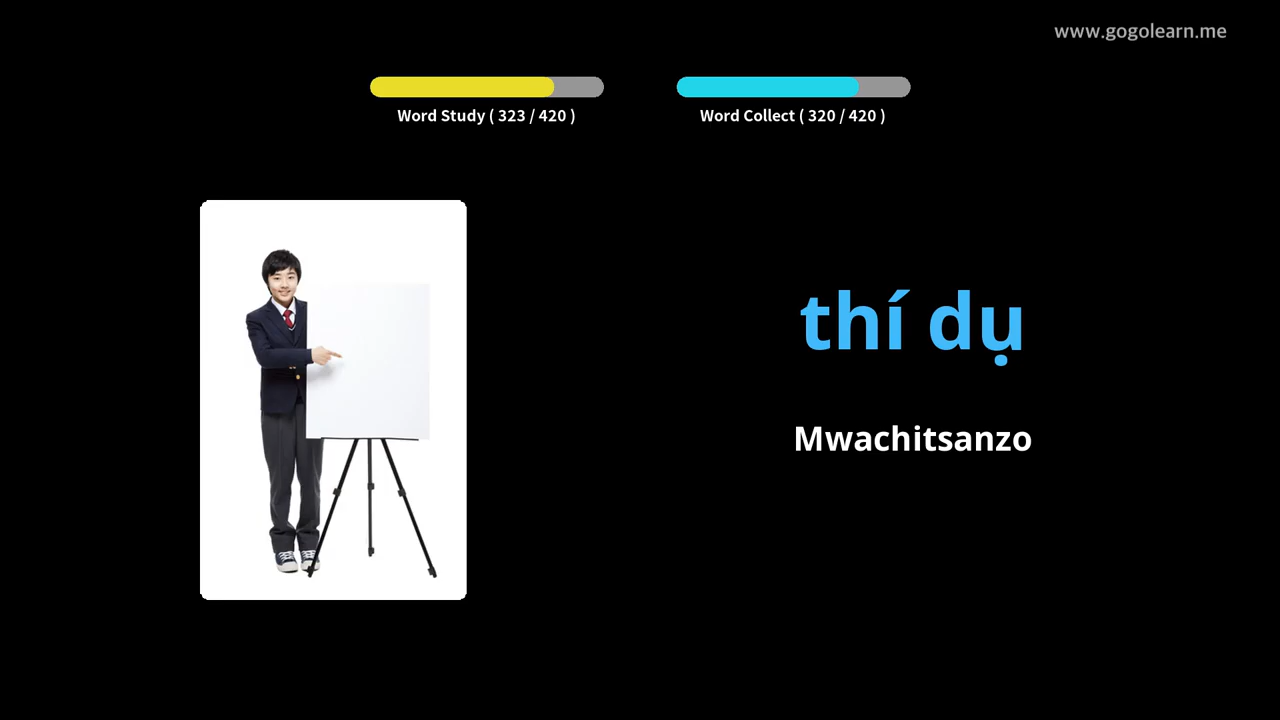 www.gogolearn.me
Word Study ( 323 / 420 )
Word Collect ( 320 / 420 )
thí dụ
Mwachitsanzo